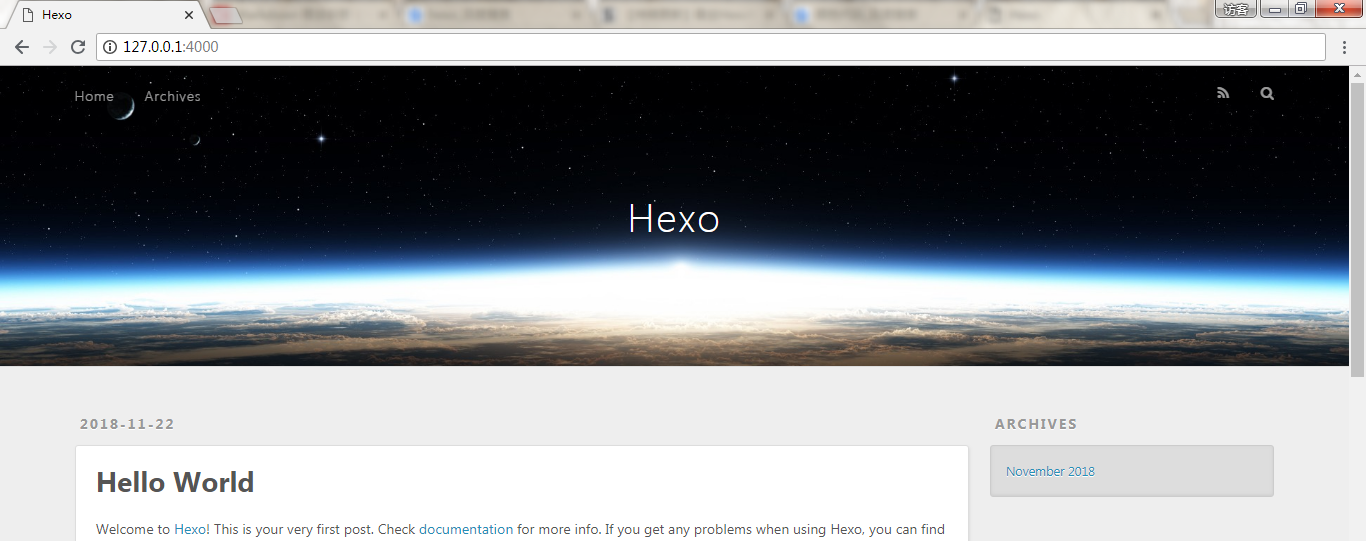 Hexo
访客
127.0.0.1:4000
Home Archives
Hexo
2018-11-22
ARCHIVES
Hello World
November 2018
Welcome to Hexo! This is your very first post. Check documentation for more info. If you get any problems when using Hexo, you can find